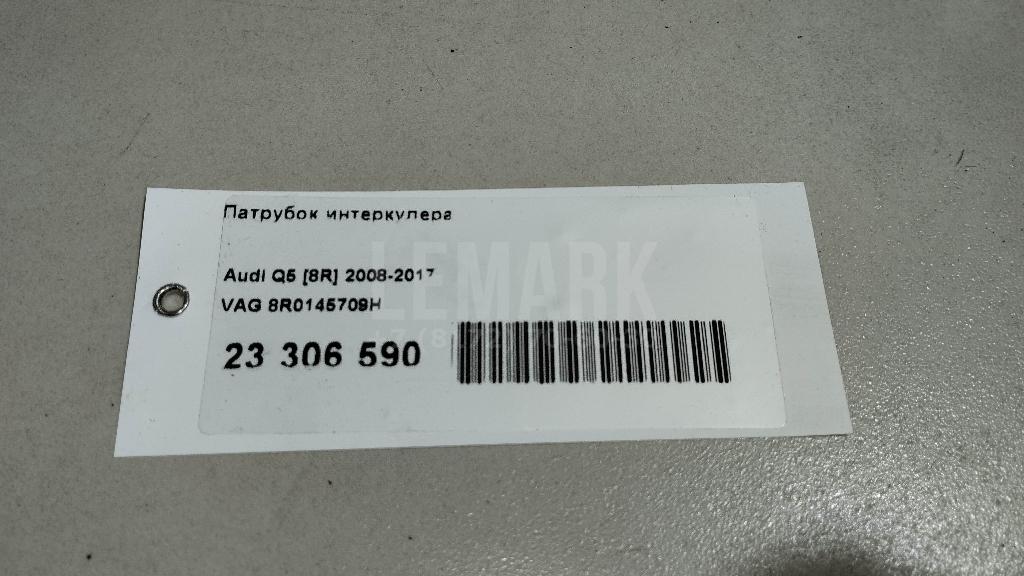 Патрубок интеркулера
Audi Q5 [8R] 2008-2017
VAG 8R0145709H
23 306 590
LEMARK